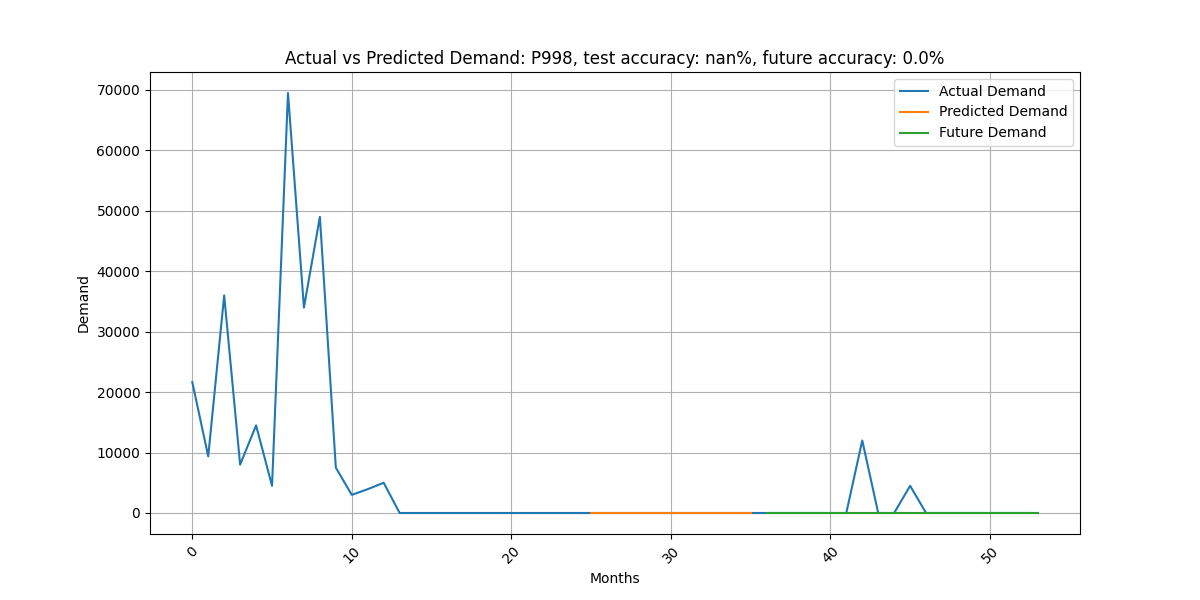 Actual vs Predicted Demand: P998, test accuracy: nan%, future accuracy: 0.0%
Actual Demand
Predicted Demand
Future Demand
70000
60000
50000
40000
30000
20000
10000
0
Demand
0
10
20
30
40
50
Months